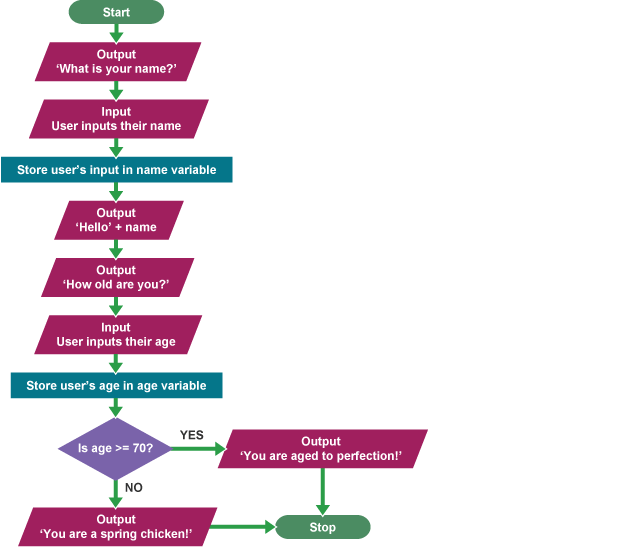 Start
Output
‘What is your name?’
Input
User inputs their name
Store user’s input in name variable
Output
‘Hello’ + name
Output
‘How old are you?’
Input
User inputs their age
Store user’s age in age variable
Is age >= 70?
YES
Output
‘You are aged to perfection!’
NO
Output
‘You are a spring chicken!’
Stop